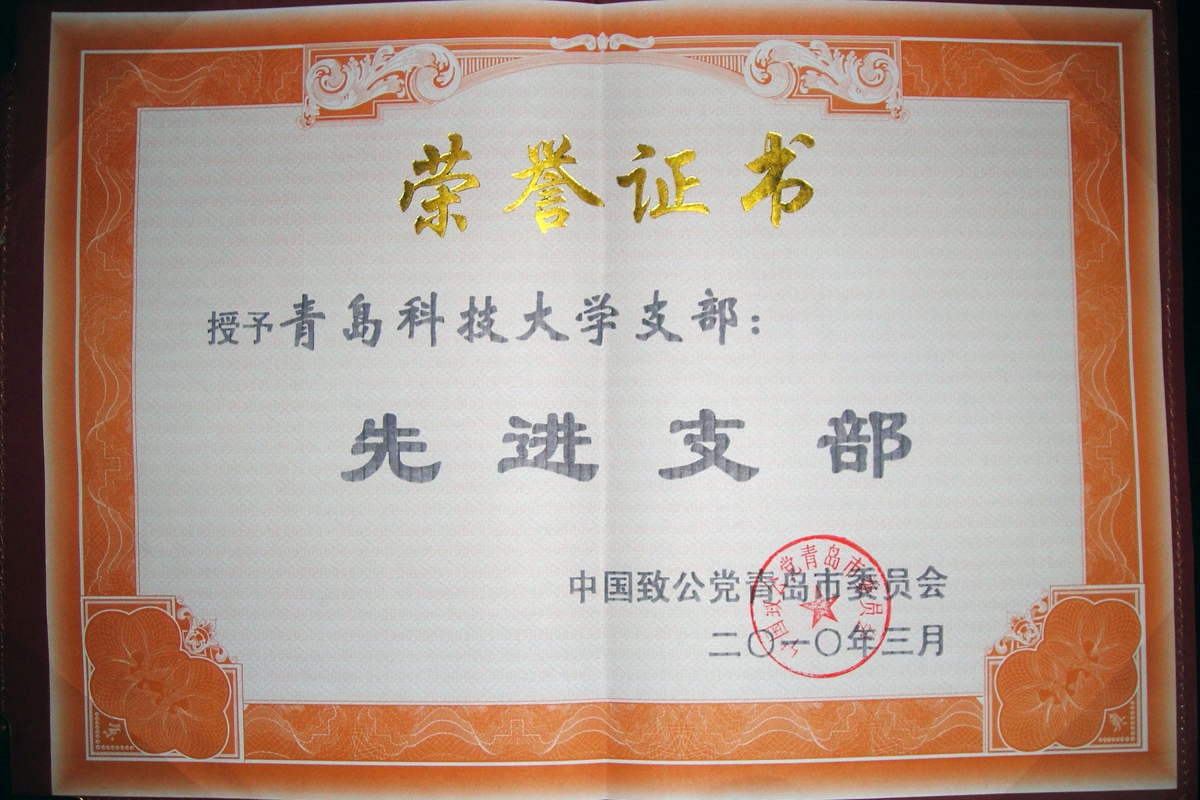 荣誉证书
授予青岛科技大学支部：
先进支部
中国致公党青岛市委员会
二〇一〇年三月